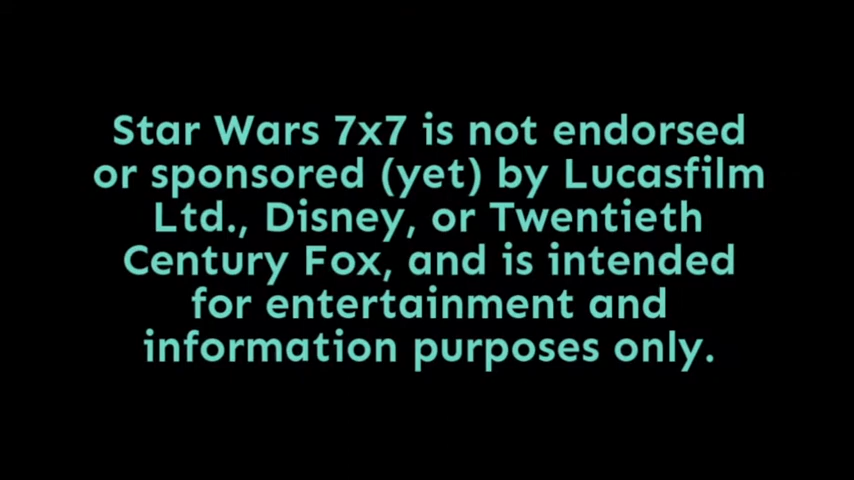 Star Wars 7x7 is not endorsed
or sponsored (yet) by Lucasfilm
Ltd., Disney, or Twentieth
Century Fox, and is intended
for entertainment and
information purposes only.